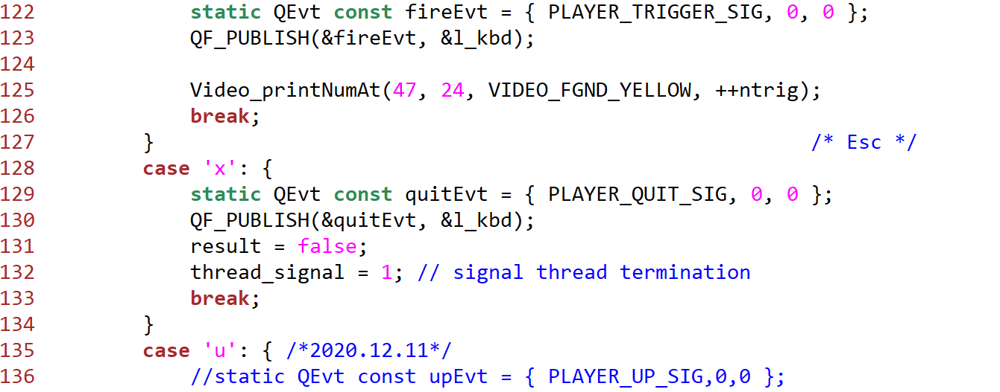 122             static QEvt const fireEvt = { PLAYER_TRIGGER_SIG, 0, 0 };
123             QF_PUBLISH(&fireEvt, &l_kbd);
124
125             Video_printNumAt(47, 24, VIDEO_FGND_YELLOW, ++ntrig);
126             break;
127         }                                                       /* Esc */
128         case 'x': {
129             static QEvt const quitEvt = { PLAYER_QUIT_SIG, 0, 0 };
130             QF_PUBLISH(&quitEvt, &l_kbd);
131             result = false;
132             thread_signal = 1; // signal thread termination
133             break;
134         }
135         case 'u': { /*2020.12.11*/
136             //static QEvt const upEvt = { PLAYER_UP_SIG,0,0 };